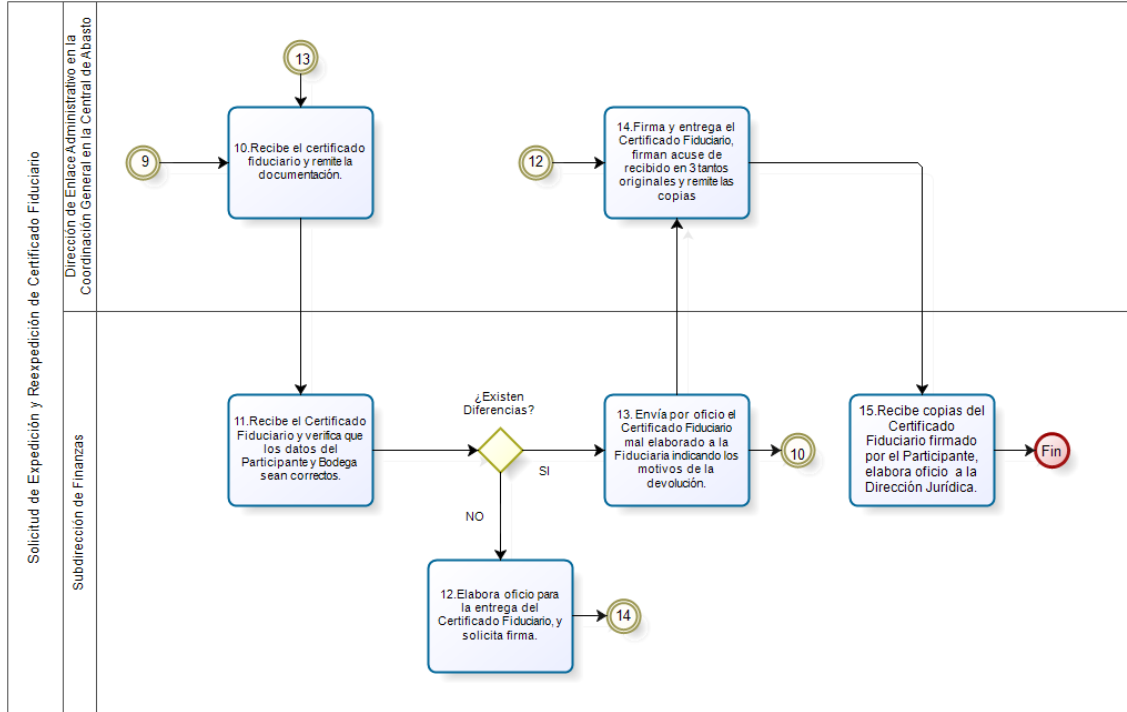 Solicitud de Expedición y Reexpedición de Certificado Fiduciario
Dirección de Enlace Administrativo en la
Coordinación General en la Central de Abasto
13
9
10.Recibe el certificado
fiduciario y remite la
documentación.
12
14.Firma y entrega el
Certificado Fiduciario,
firman acuse de
recibido en 3 tantos
originales y remite las
copias
Subdirección de Finanzas
11.Recibe el Certificado
Fiduciario y verifica que
los datos del
Participante y Bodega
sean correctos.
¿Existen
Diferencias?
SI
NO
13. Envía por oficio el
Certificado Fiduciario
mal elaborado a la
Fiduciaria indicando los
motivos de la
devolución.
10
12.Elabora oficio para
la entrega del
Certificado Fiduciario, y
solicita firma.
14
15.Recibe copias del
Certificado
Fiduciario firmado
por el Participante,
elabora oficio a la
Dirección Jurídica.
Fin